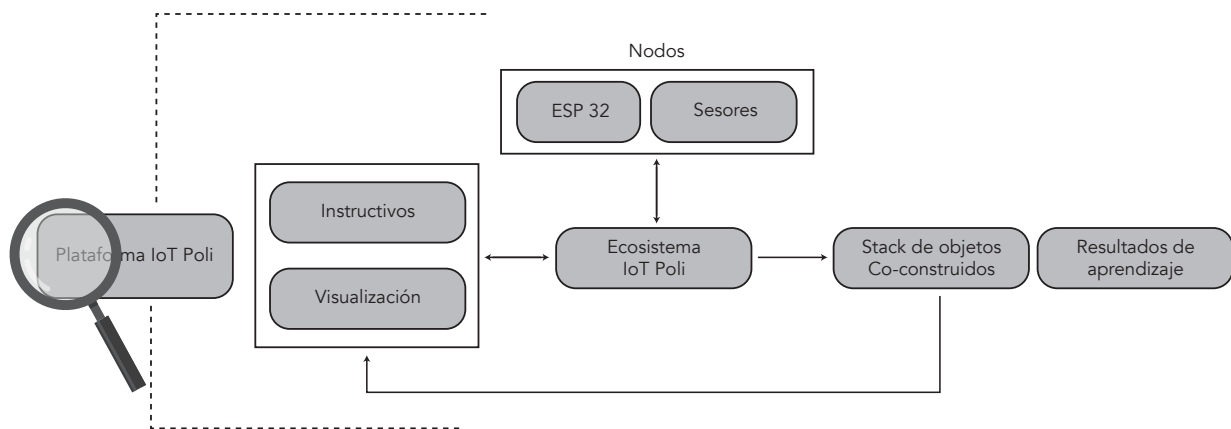 Nodos
ESP 32
Sesores
Instructivos
Visualización
Plataforma IoT Poli
Ecosistema
IoT Poli
Stack de objetos
Co-construidos
Resultados de
aprendizaje